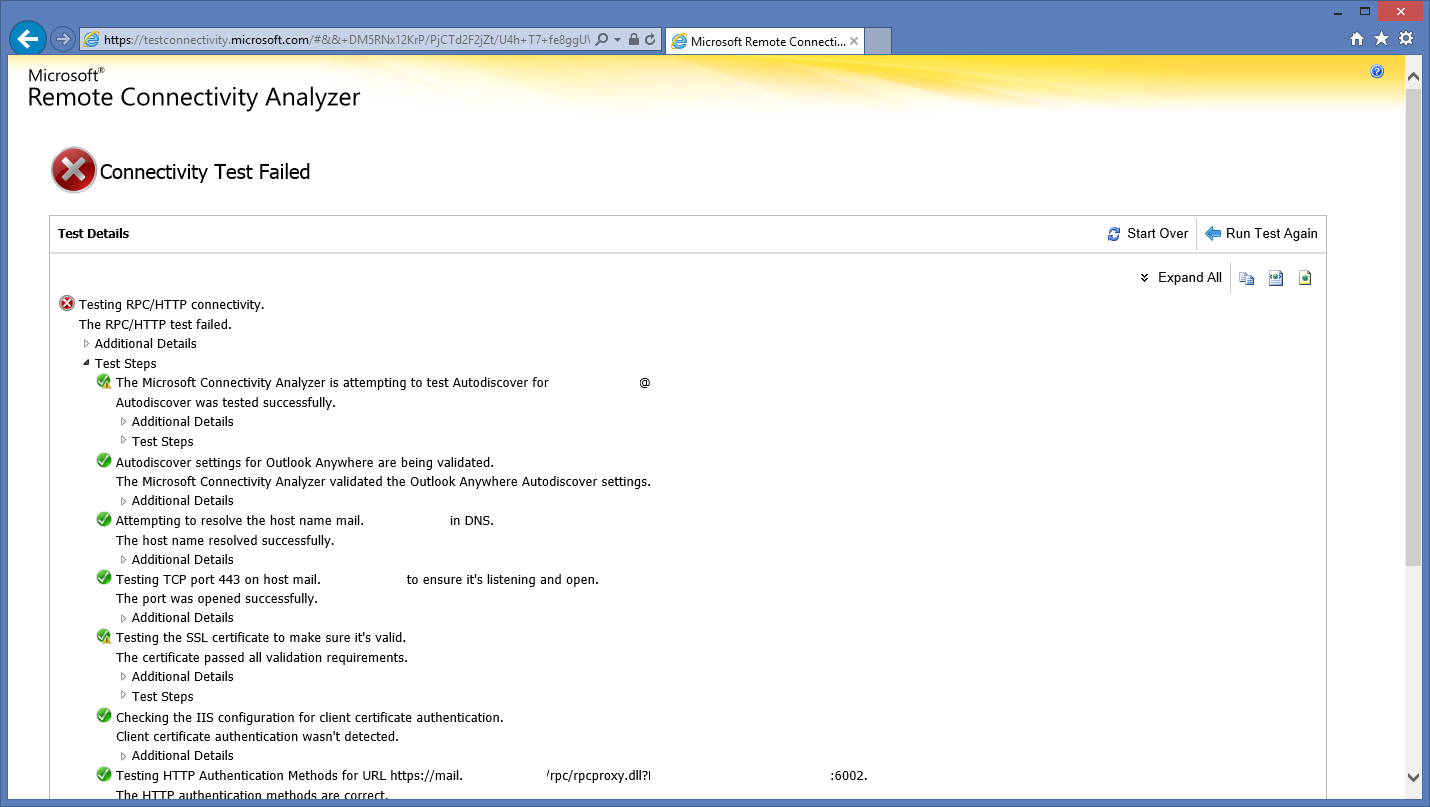 https://testconnectivity.microsoft.com/#&&+DM5RNx12KrP/PjCTd2F2jZt/U4h+T7+fe8ggU\
Microsoft Remote Connecti...
Microsoft®
Remote Connectivity Analyzer
Connectivity Test Failed
Test Details
Start Over
Run Test Again
Expand All
Testing RPC/HTTP connectivity.
The RPC/HTTP test failed.
Additional Details
Test Steps
The Microsoft Connectivity Analyzer is attempting to test Autodiscover for @
Autodiscover was tested successfully.
Additional Details
Test Steps
Autodiscover settings for Outlook Anywhere are being validated.
The Microsoft Connectivity Analyzer validated the Outlook Anywhere Autodiscover settings.
Additional Details
Attempting to resolve the host name mail. in DNS.
The host name resolved successfully.
Additional Details
Testing TCP port 443 on host mail. to ensure it's listening and open.
The port was opened successfully.
Additional Details
Testing the SSL certificate to make sure it's valid.
The certificate passed all validation requirements.
Additional Details
Test Steps
Checking the IIS configuration for client certificate authentication.
Client certificate authentication wasn't detected.
Additional Details
Testing HTTP Authentication Methods for URL https://mail. /rpc/rpcproxy.dll? :6002.
The HTTP authentication methods are correct.